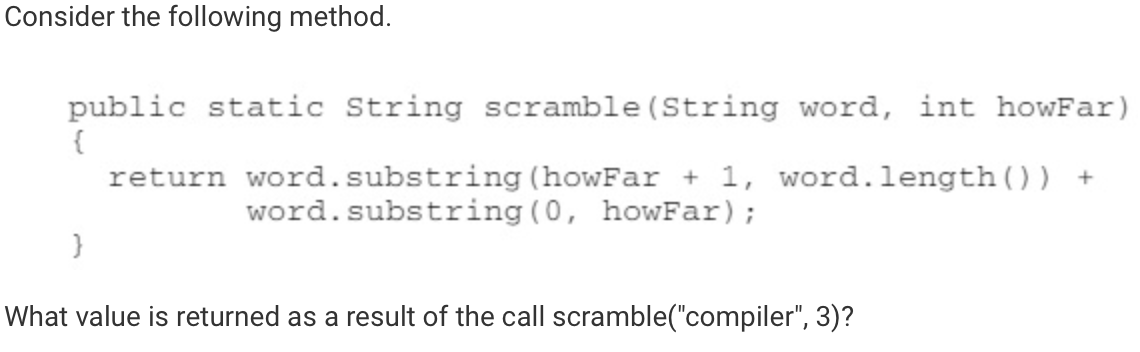 Consider the following method.
public static String scramble(String word, int howFar)
{
return word.substring(howFar + 1, word.length()) +
word.substring(0, howFar);
}
What value is returned as a result of the call scramble("compiler", 3)?